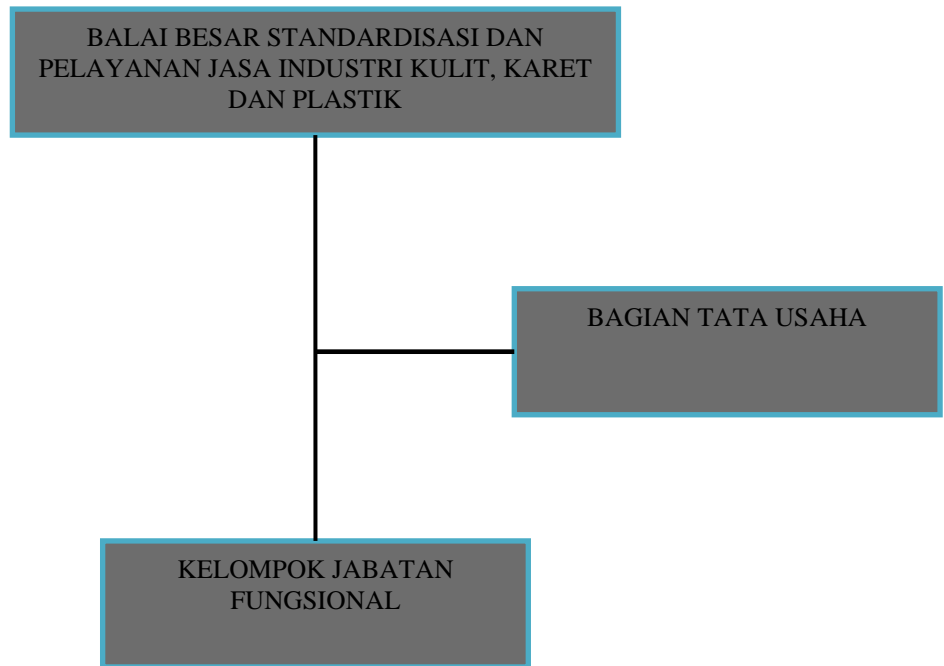 BALAI BESAR STANDARDISASI DAN
PELAYANAN JASA INDUSTRI KULIT, KARET
DAN PLASTIK
BAGIAN TATA USAHA
KELOMPOK JABATAN
FUNGSIONAL